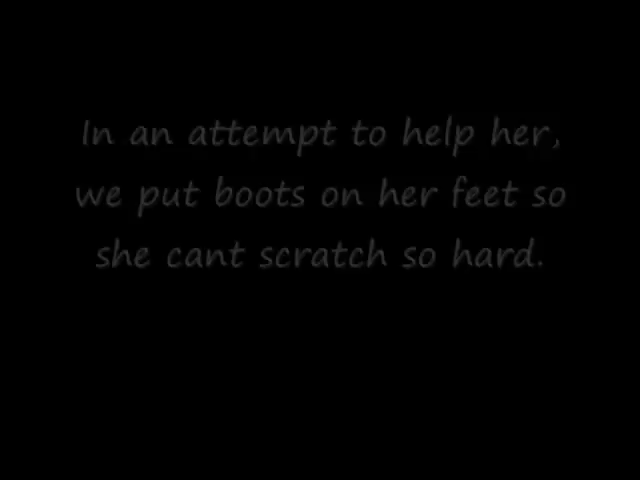 In an attempt to help her,
we put boots on her feet so
she cant scratch so hard.